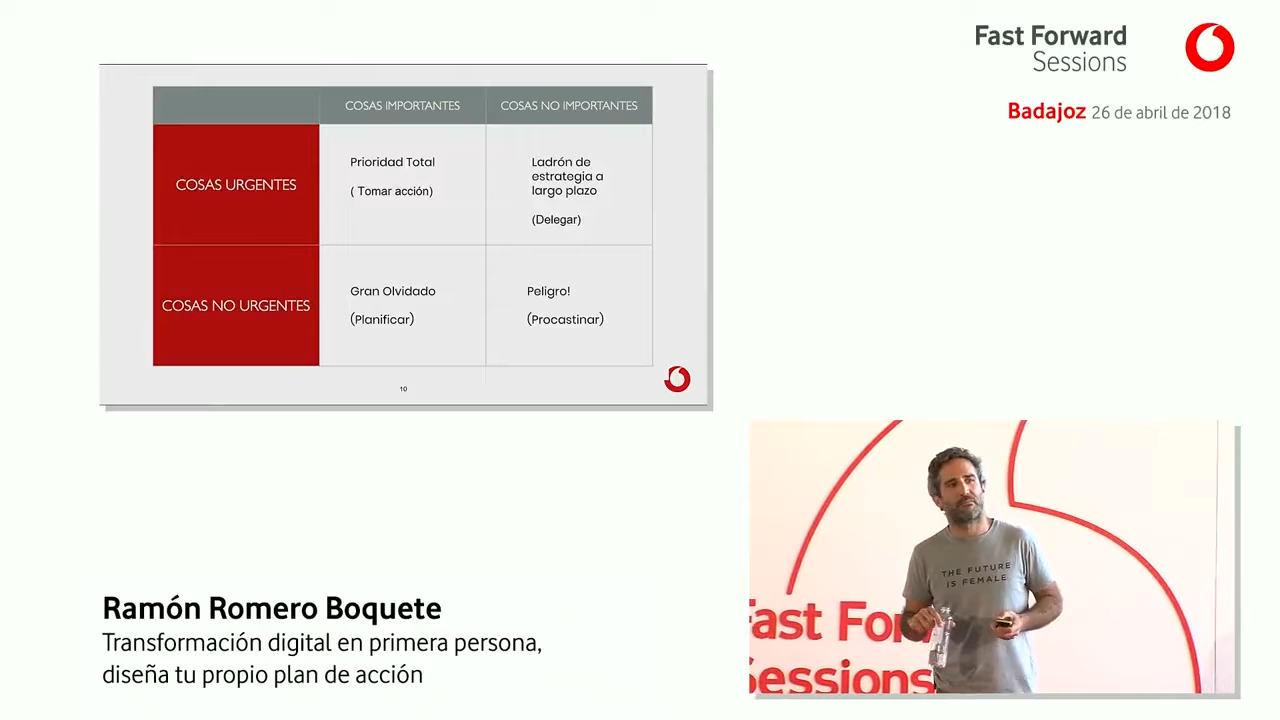 Fast Forward
Sessions
Badajoz 26 de abril de 2018
COSAS IMPORTANTES
COSAS NO IMPORTANTES
COSAS URGENTES
Prioridad Total
( Tomar acción)
Ladrón de
estrategia a
largo plazo
(Delegar)
COSAS NO URGENTES
Gran Olvidado
(Planificar)
Peligro!
(Procastinar)
10
THE FUTURE
IS FEMALE
Fast For
Sessions
Ramón Romero Boquete
Transformación digital en primera persona,
diseña tu propio plan de acción